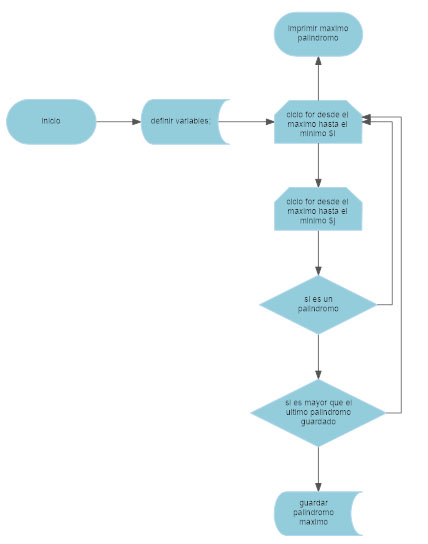 Imprimir maximo
palindromo
Inicio
definir variables;
ciclo for desde el
maximo hasta el
minimo $i
ciclo for desde el
maximo hasta el
minimo $j
si es un
palindromo
si es mayor que el
ultimo palindromo
guardado
guardar
palindromo
maximo